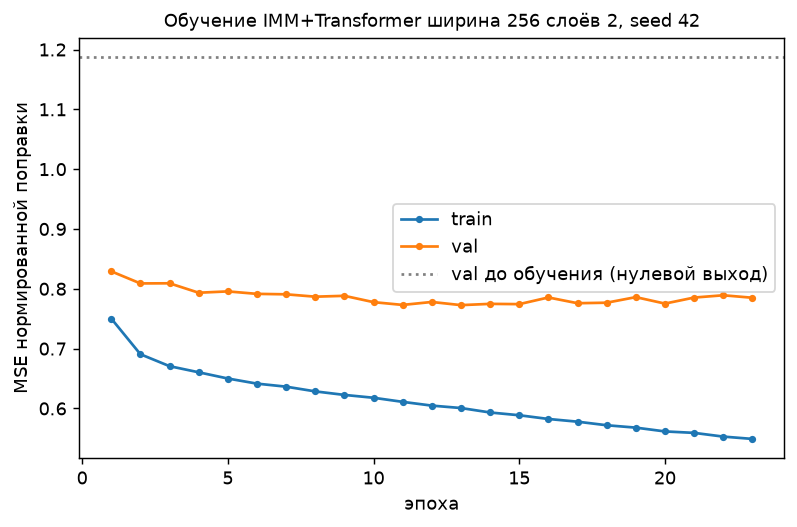 Обучение IMM+Transformer ширина 256 слоёв 2, seed 42
MSE нормированной поправки
1.2
1.1
1.0
0.9
0.8
0.7
0.6
train
val
val до обучения (нулевой выход)
0
5
10
15
20
эпоха